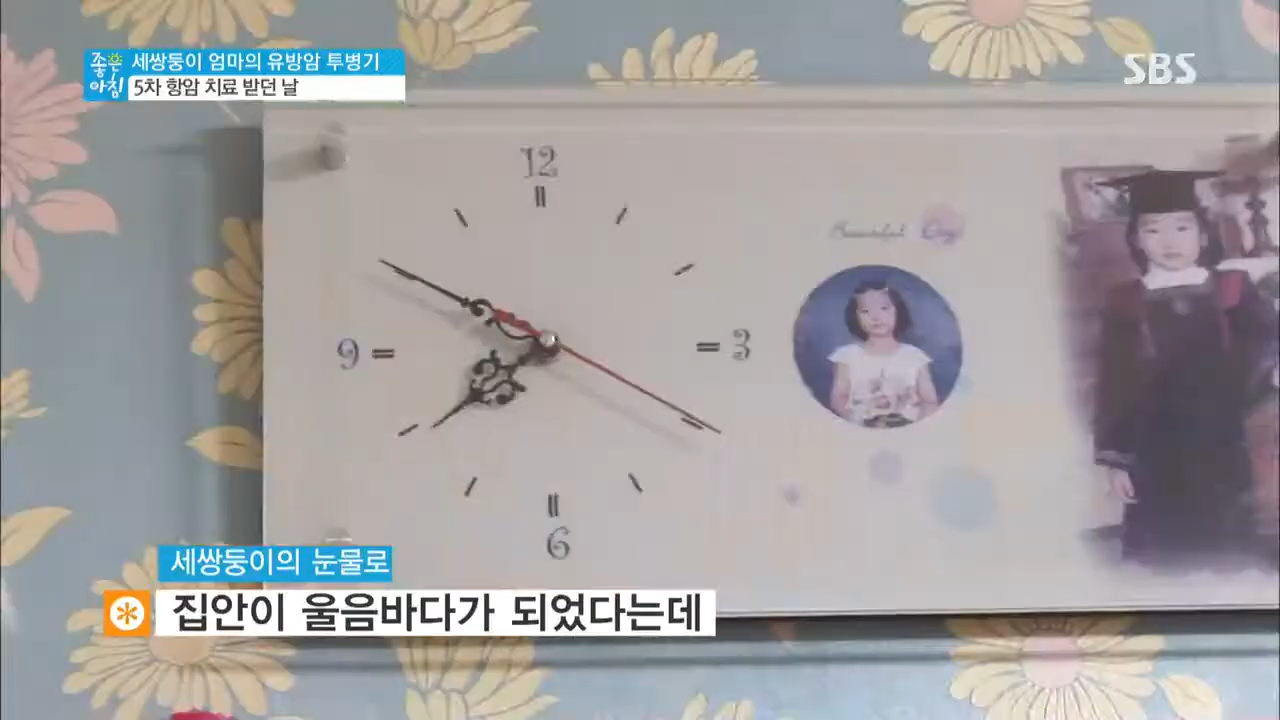 좋은
아침
세쌍둥이 엄마의 유방암 투병기
5차 항암 치료 받던 날
SBS
12
Beautiful Day
9
3
6
세쌍둥이의 눈물로
집안이 울음바다가 되었다는데